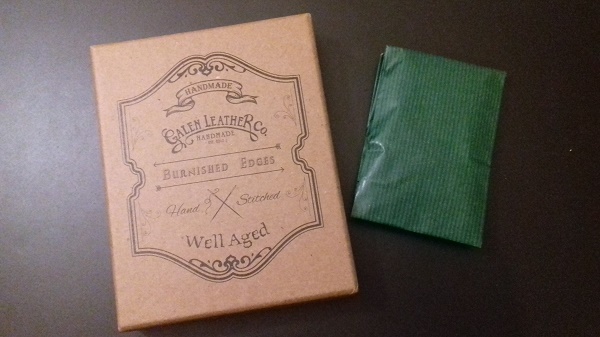 HANDMADE
GALEN LEATHER Co.
HANDMADE
BURNISHED EDGES
Hand & Stitched
Well Aged